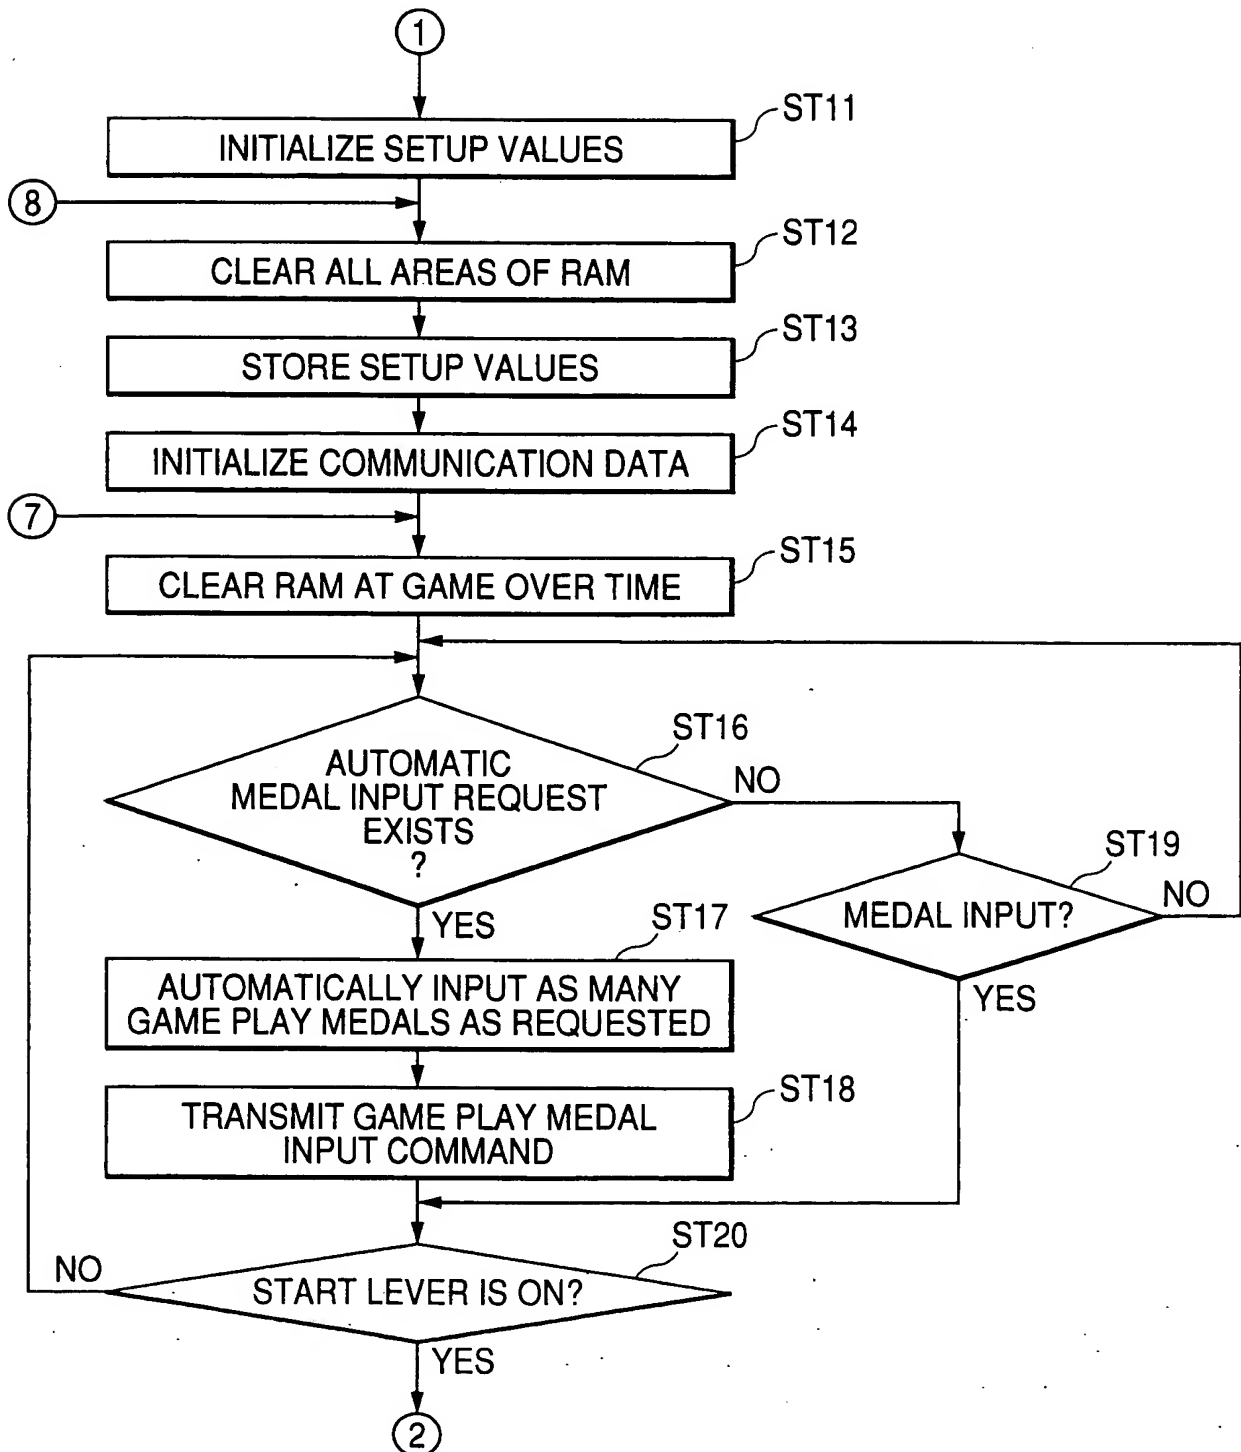 1
ST11
INITIALIZE SETUP VALUES
8
ST12
CLEAR ALL AREAS OF RAM
ST13
STORE SETUP VALUES
ST14
INITIALIZE COMMUNICATION DATA
7
ST15
CLEAR RAM AT GAME OVER TIME
ST16
AUTOMATIC
MEDAL INPUT REQUEST
EXISTS
?
NO
ST19
MEDAL INPUT?
NO
YES
YES
ST17
AUTOMATICALLY INPUT AS MANY
GAME PLAY MEDALS AS REQUESTED
ST18
TRANSMIT GAME PLAY MEDAL
INPUT COMMAND
ST20
START LEVER IS ON?
NO
YES
2